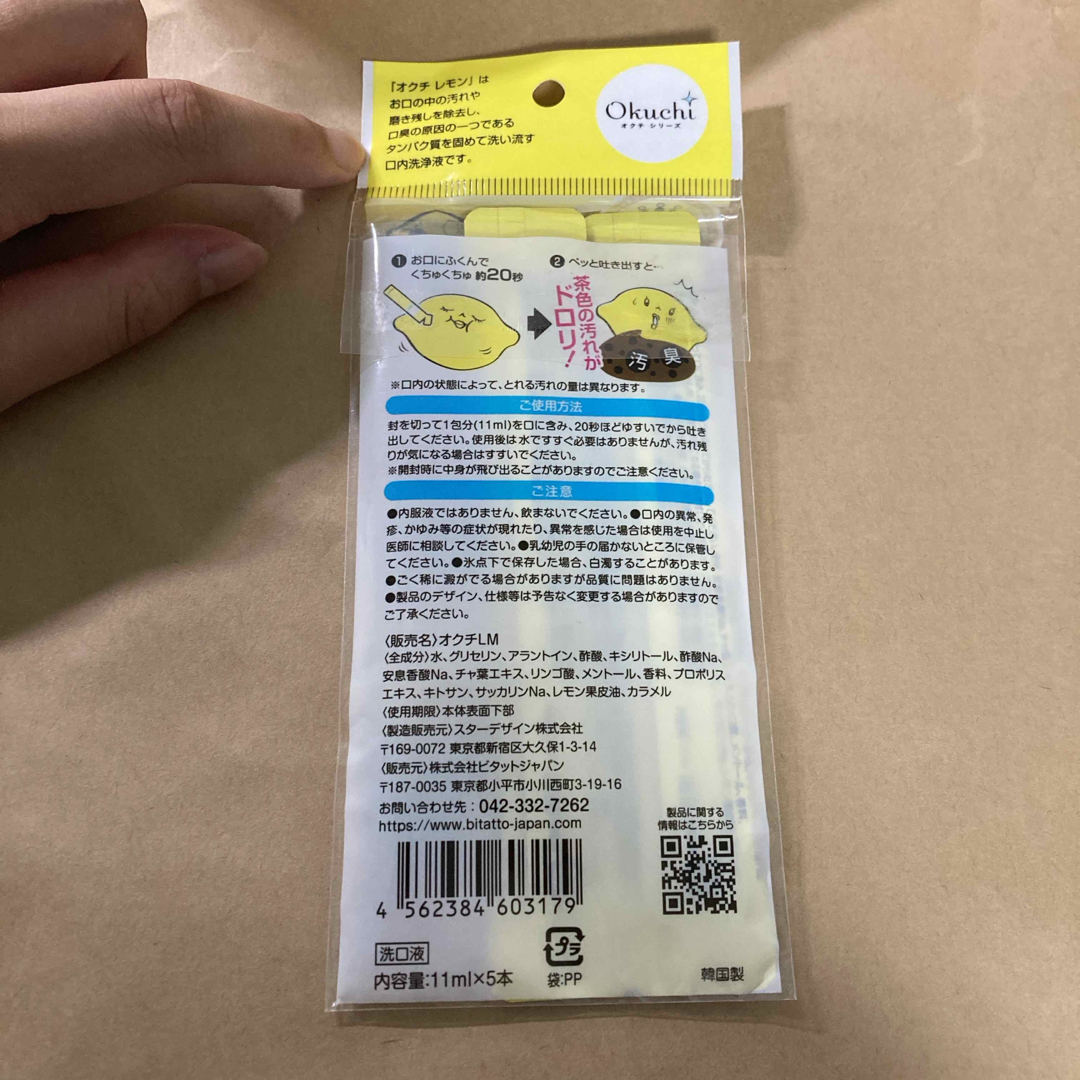 「オクチ レモン」は
お口の中の汚れや
磨き残しを除去し、
口臭の原因の一つである
タンパク質を固めて洗い流す
口内洗浄液です。
Okuchi
オクチ シリーズ
1 お口にふくんで
くちゅくちゅ 約20秒
2 ペッと吐き出すと…
茶色の汚れが
ドロリ!
汚 臭
※口内の状態によって、とれる汚れの量は異なります。
ご使用方法
封を切って1包分(11ml)を口に含み、20秒ほどゆすいでから吐き
出してください。使用後は水ですすぐ必要はありませんが、汚れ残
りが気になる場合はすすいでください。
※開封時に中身が飛び出ることがありますのでご注意ください。
ご注意
●内服液ではありません、飲まないでください。●口内の異常、発
疹、かゆみ等の症状が現れたり、異常を感じた場合は使用を中止し
医師に相談してください。●乳幼児の手の届かないところに保管し
てください。●氷点下で保存した場合、白濁することがあります。
●ごく稀に澱がでる場合がありますが品質に問題はありません。
●製品のデザイン、仕様等は予告なく変更する場合がありますので
ご了承ください。
〈販売名〉オクチLM
〈全成分〉水、グリセリン、アラントイン、酢酸、キシリトール、酢酸Na、
安息香酸Na、チャ葉エキス、リンゴ酸、メントール、香料、プロポリス
エキス、キトサン、サッカリンNa、レモン果皮油、カラメル
〈使用期限〉本体表面下部
〈製造販売元〉スターデザイン株式会社
〒169-0072 東京都新宿区大久保1-3-14
〈販売元〉株式会社ビタットジャパン
〒187-0035 東京都小平市小川西町3-19-16
お問い合わせ先:042-332-7262
https://www.bitatto-japan.com
製品に関する
情報はこちらから
4 562384 603179
洗口液
内容量:11ml×5本
プラ
袋:PP
韓国製